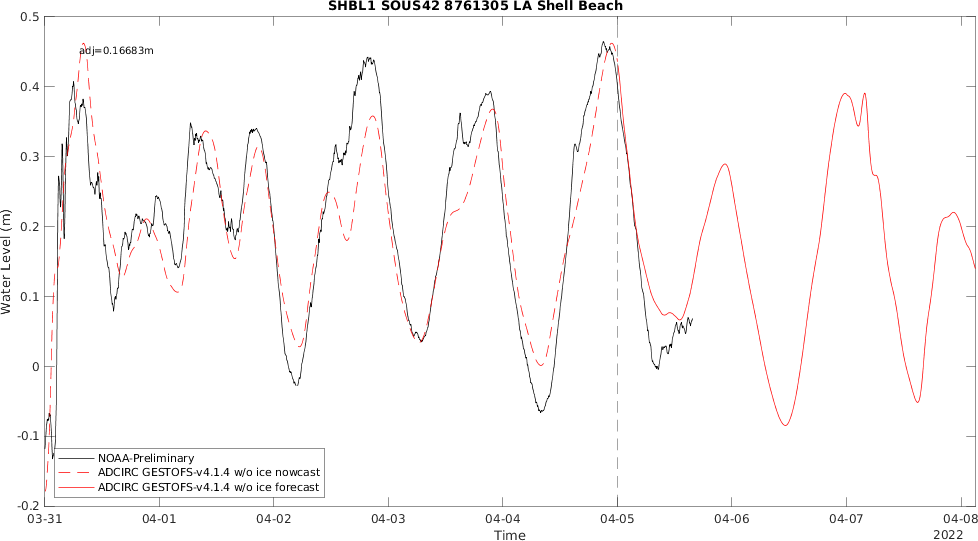 SHBL1 SOUS42 8761305 LA Shell Beach
adj=0.16683m
0.5
0.4
0.3
0.2
0.1
0
-0.1
-0.2
Water Level (m)
NOAA-Preliminary
ADCIRC GESTOFS-v4.1.4 w/o ice nowcast
ADCIRC GESTOFS-v4.1.4 w/o ice forecast
03-31 04-01 04-02 04-03 04-04 04-05 04-06 04-07 04-08
Time
2022